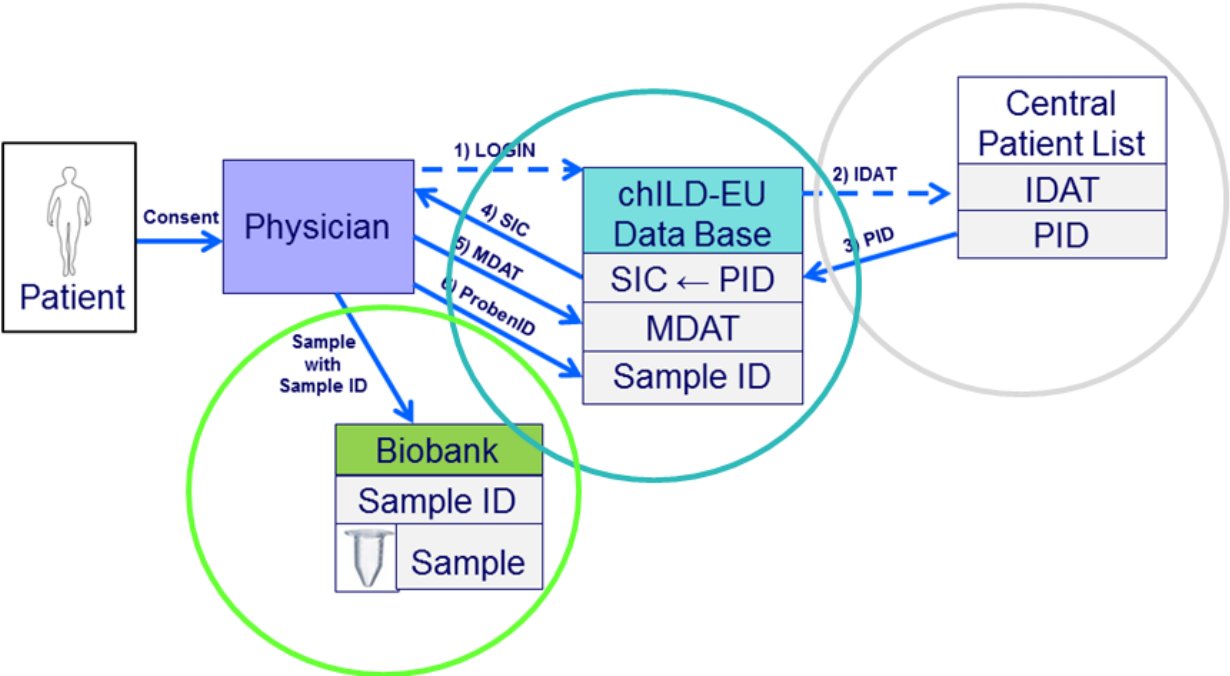 Patient
Consent
Physician
1) LOGIN
4) SIC
5) MDAT
6) ProbenID
Sample
with
Sample ID
chILD-EU
Data Base
SIC ← PID
MDAT
Sample ID
2) IDAT
3) PID
Central
Patient List
IDAT
PID
Biobank
Sample ID
Sample